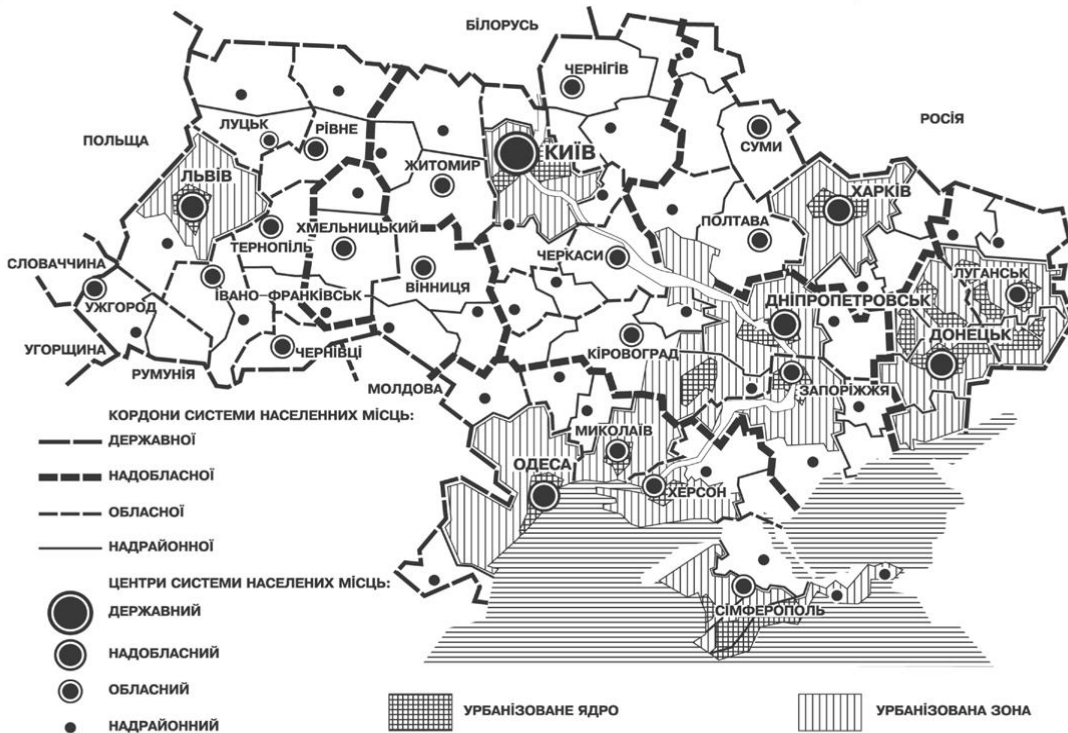 БІЛОРУСЬ
ЧЕРНІГІВ
РОСІЯ
ПОЛЬЩА
ЛУЦЬК
РІВНЕ
СУМИ
КИЇВ
ЖИТОМИР
ЛЬВІВ
ХАРКІВ
ПОЛТАВА
ХМЕЛЬНИЦЬКИЙ
ТЕРНОПІЛЬ
ЧЕРКАСИ
СЛОВАЧЧИНА
ЛУГАНСЬК
ВІННИЦЯ
ІВАНО-ФРАНКІВСЬК
УЖГОРОД
ДНІПРОПЕТРОВСЬК
ДОНЕЦЬК
УГОРЩИНА
ЧЕРНІВЦІ
КІРОВОГРАД
РУМУНІЯ
МОЛДОВА
ЗАПОРІЖЖЯ
КОРДОНИ СИСТЕМИ НАСЕЛЕННИХ МІСЦЬ:
ДЕРЖАВНОЇ
МИКОЛАЇВ
ОДЕСА
НАДОБЛАСНОЇ
ХЕРСОН
ОБЛАСНОЇ
НАДРАЙОННОЇ
ЦЕНТРИ СИСТЕМИ НАСЕЛЕНИХ МІСЦЬ:
ДЕРЖАВНИЙ
СІМФЕРОПОЛЬ
НАДОБЛАСНИЙ
ОБЛАСНИЙ
НАДРАЙОННИЙ
УРБАНІЗОВАНЕ ЯДРО
УРБАНІЗОВАНА ЗОНА